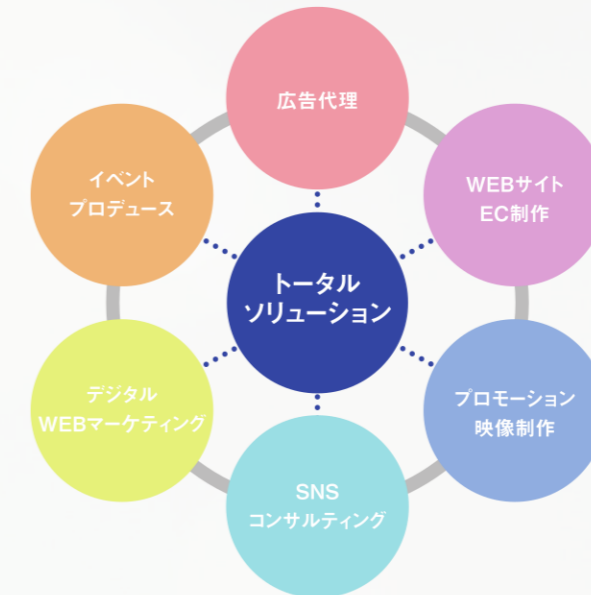 広告代理
イベント
プロデュース
WEBサイト
EC制作
トータル
ソリューション
デジタル
WEBマーケティング
プロモーション
映像制作
SNS
コンサルティング